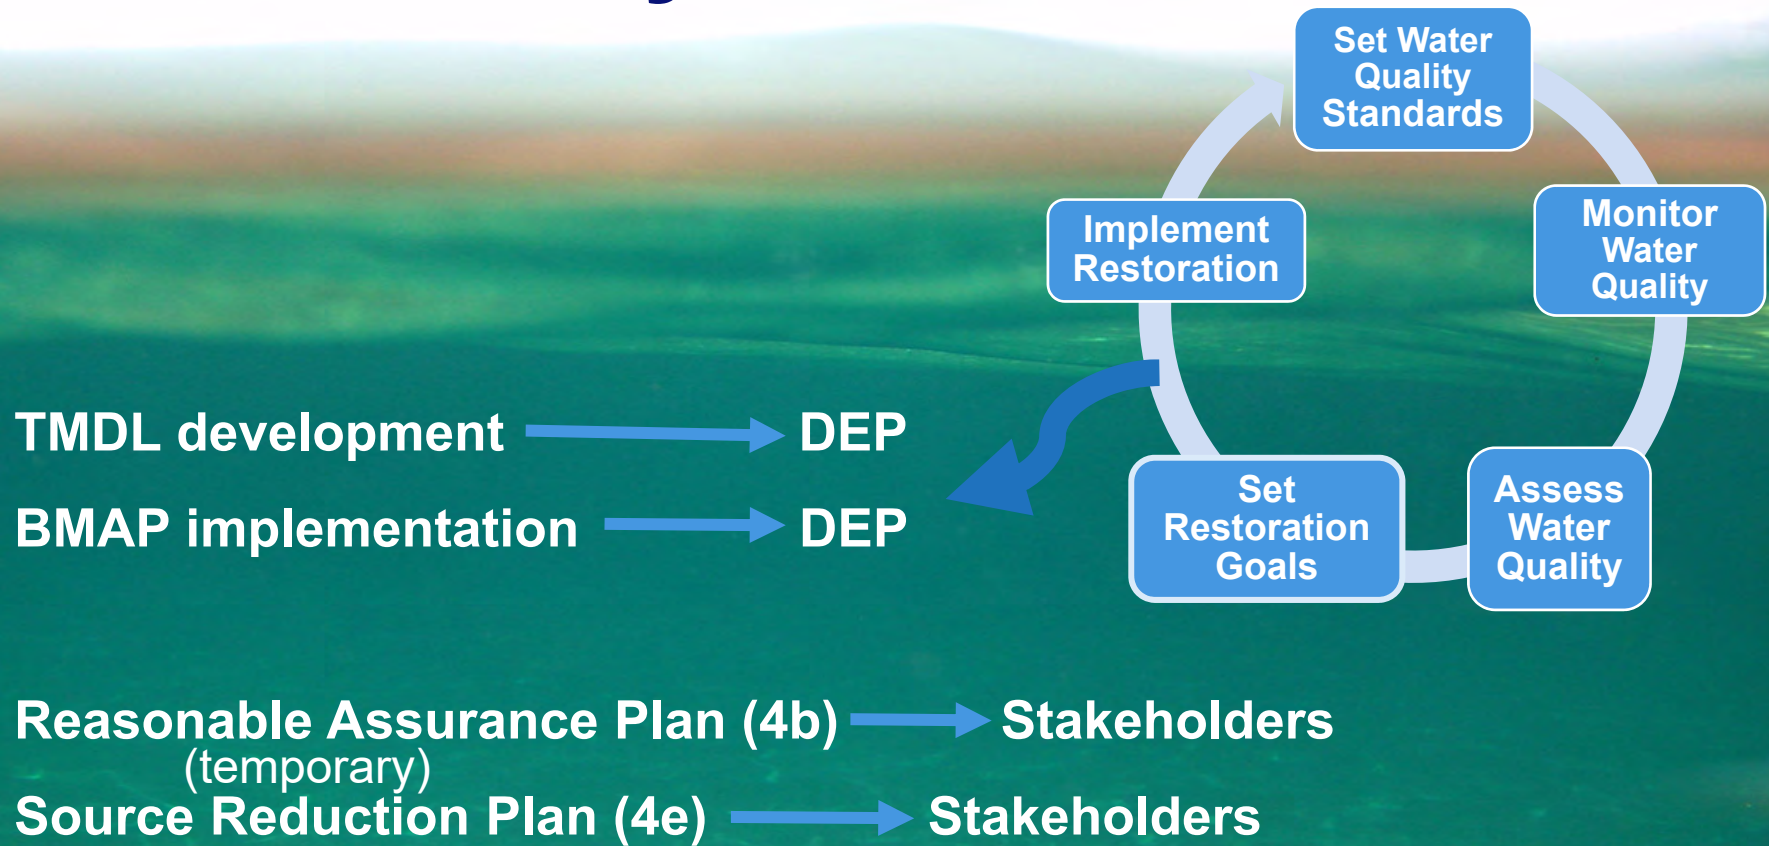 Set Water
Quality
Standards
Implement
Restoration
Monitor
Water
Quality
TMDL development DEP
BMAP implementation DEP
Set
Restoration
Goals
Assess
Water
Quality
Reasonable Assurance Plan (4b) Stakeholders
(temporary)
Source Reduction Plan (4e) Stakeholders